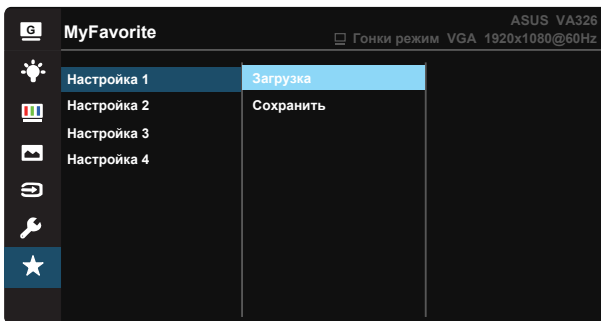 G
MyFavorite
ASUS VA326
Гонки режим VGA 1920x1080@60Hz
Настройка 1
Загрузка
Настройка 2
Сохранить
Настройка 3
Настройка 4